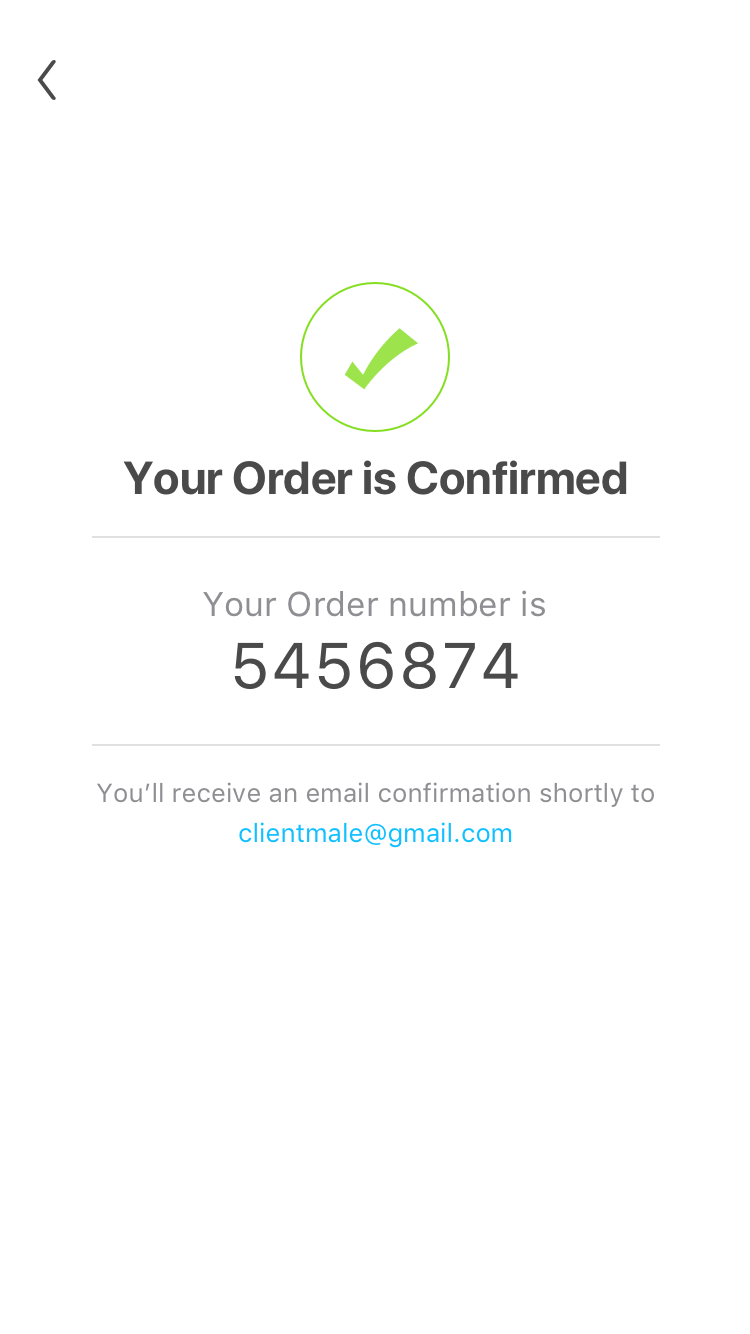 Your Order is Confirmed
Your Order number is
5456874
You’ll receive an email confirmation shortly to
clientmale@gmail.com